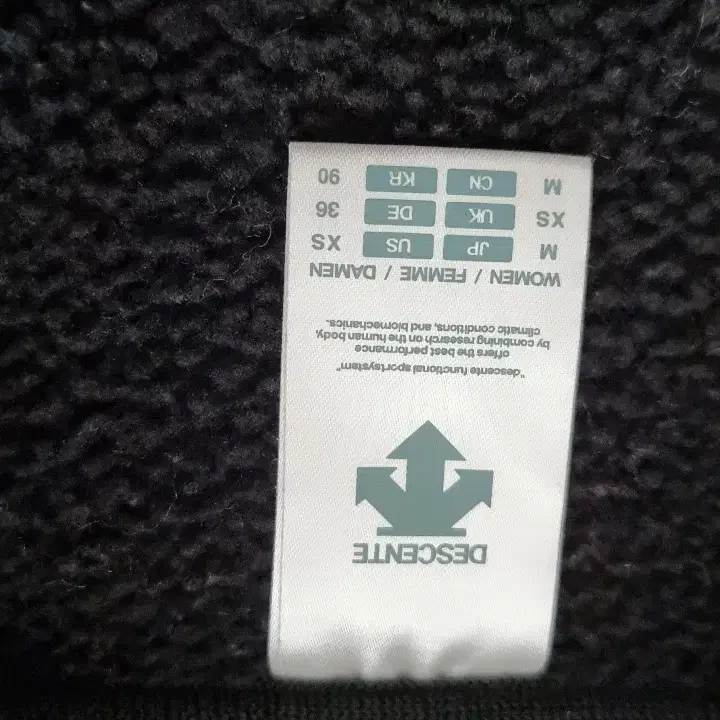 DESCENTE
"descente functional sportsystem"
offers the best performance
by combining research on the human body,
climatic conditions, and biomechanics.
WOMEN / FEMME / DAMEN
M JP US XS
XS UK DE 36
M CN KR 90